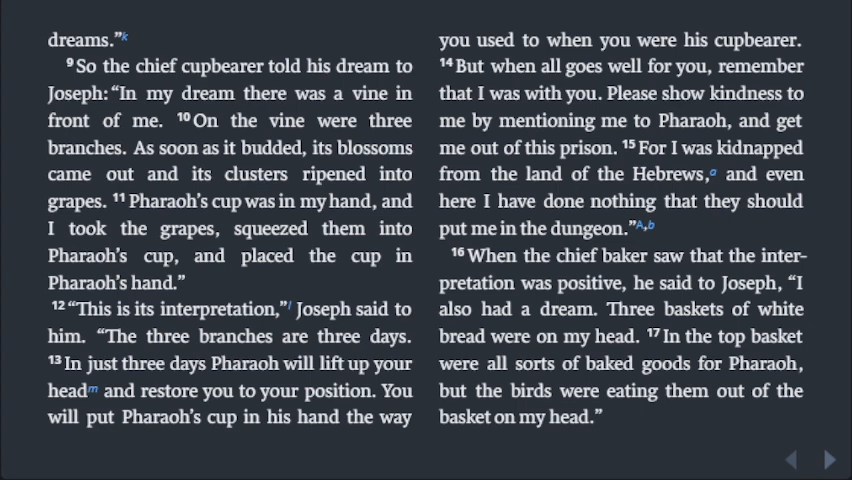 dreams.”k
9 So the chief cupbearer told his dream to
Joseph: “In my dream there was a vine in
front of me. 10 On the vine were three
branches. As soon as it budded, its blossoms
came out and its clusters ripened into
grapes. 11 Pharaoh’s cup was in my hand, and
I took the grapes, squeezed them into
Pharaoh’s cup, and placed the cup in
Pharaoh’s hand.”
12 “This is its interpretation,”l Joseph said to
him. “The three branches are three days.
13 In just three days Pharaoh will lift up your
headm and restore you to your position. You
will put Pharaoh’s cup in his hand the way
you used to when you were his cupbearer.
14 But when all goes well for you, remember
that I was with you. Please show kindness to
me by mentioning me to Pharaoh, and get
me out of this prison. 15 For I was kidnapped
from the land of the Hebrews,a and even
here I have done nothing that they should
put me in the dungeon.”A,b
16 When the chief baker saw that the inter-
pretation was positive, he said to Joseph, “I
also had a dream. Three baskets of white
bread were on my head. 17 In the top basket
were all sorts of baked goods for Pharaoh,
but the birds were eating them out of the
basket on my head.”